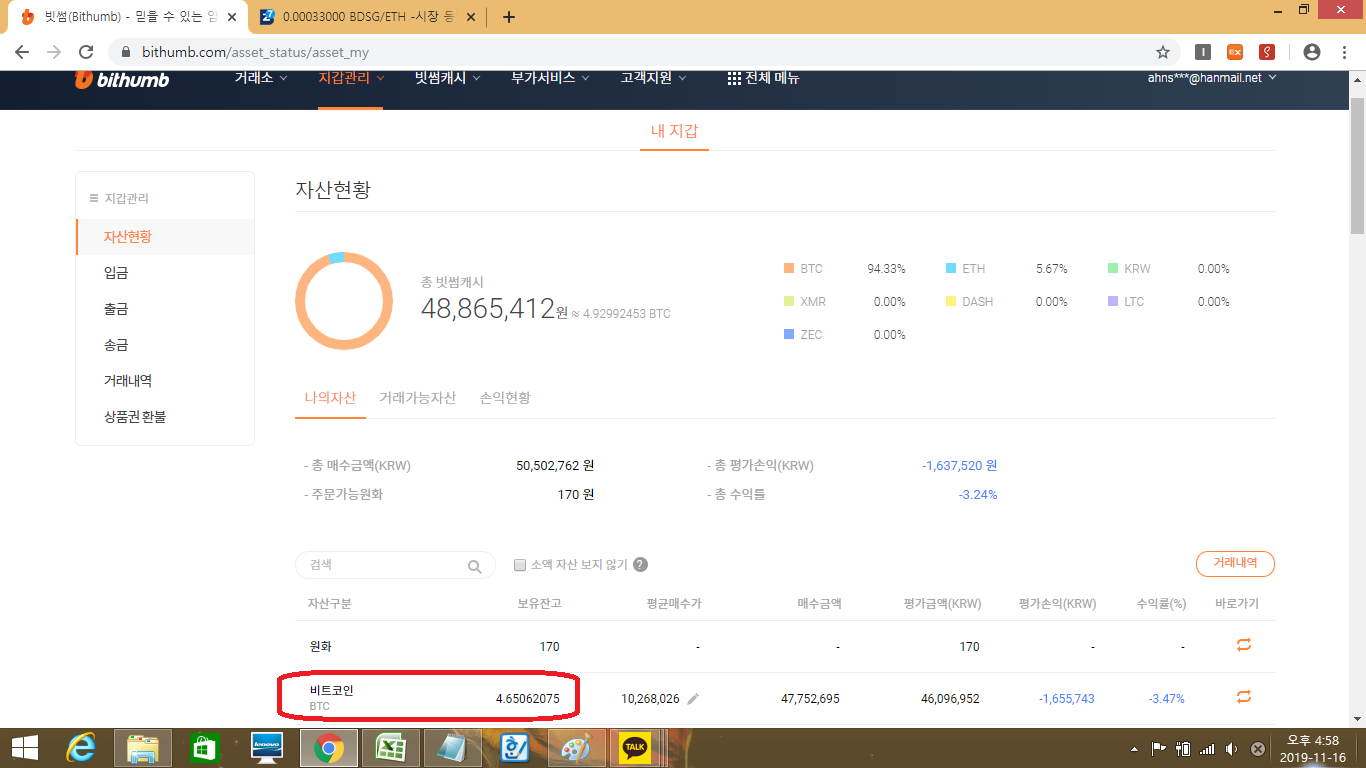 빗썸(Bithumb) - 믿을 수 있는 암
0.00033000 BDSG/ETH -시장 동
bithumb.com/asset_status/asset_my
EX
bithumb
거래소
지갑관리
빗썸캐시
부가서비스
고객지원
전체 메뉴
ahns***@hanmail.net
내 지갑
지갑관리
자산현황
입금
출금
송금
거래내역
상품권 환불
자산현황
총 빗썸캐시
48,865,412원 ≈ 4.92992453 BTC
BTC 94.33% ETH 5.67% KRW 0.00%
XMR 0.00% DASH 0.00% LTC 0.00%
ZEC 0.00%
나의자산 거래가능자산 손익현황
- 총 매수금액(KRW) 50,502,762 원 - 총 평가손익(KRW) -1,637,520 원
- 주문가능원화 170 원 - 총 수익률 -3.24%
검색 소액 자산 보지 않기 ? 거래내역
자산구분 보유잔고 평균매수가 매수금액 평가금액(KRW) 평가손익(KRW) 수익률(%) 바로가기
원화 170 - - 170 - -
비트코인 4.65062075 10,268,026 47,752,695 46,096,952 -1,655,743 -3.47%
BTC
lenovo
TALK
오후 4:58
2019-11-16